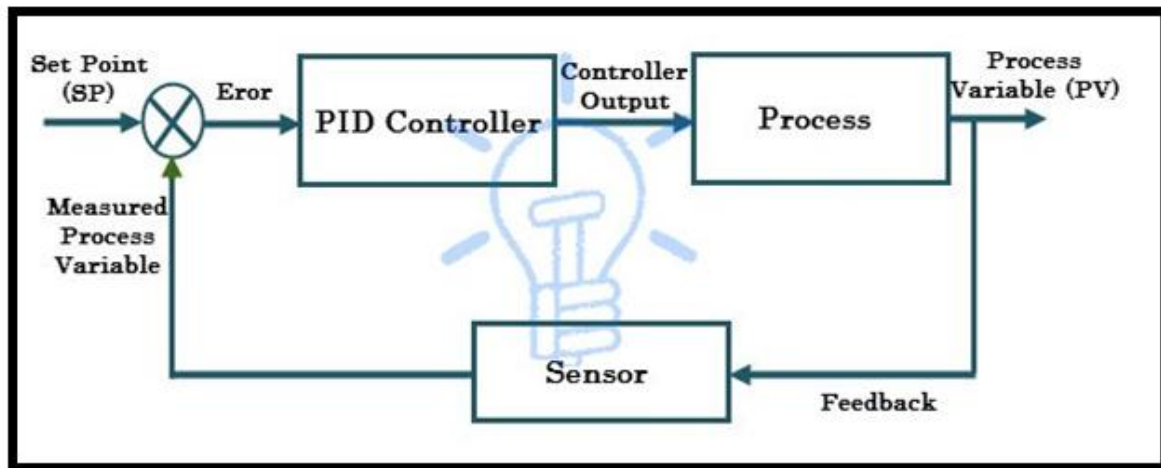 Set Point
(SP)
Eror
PID Controller
Controller
Output
Process
Process
Variable (PV)
Measured
Process
Variable
Sensor
Feedback